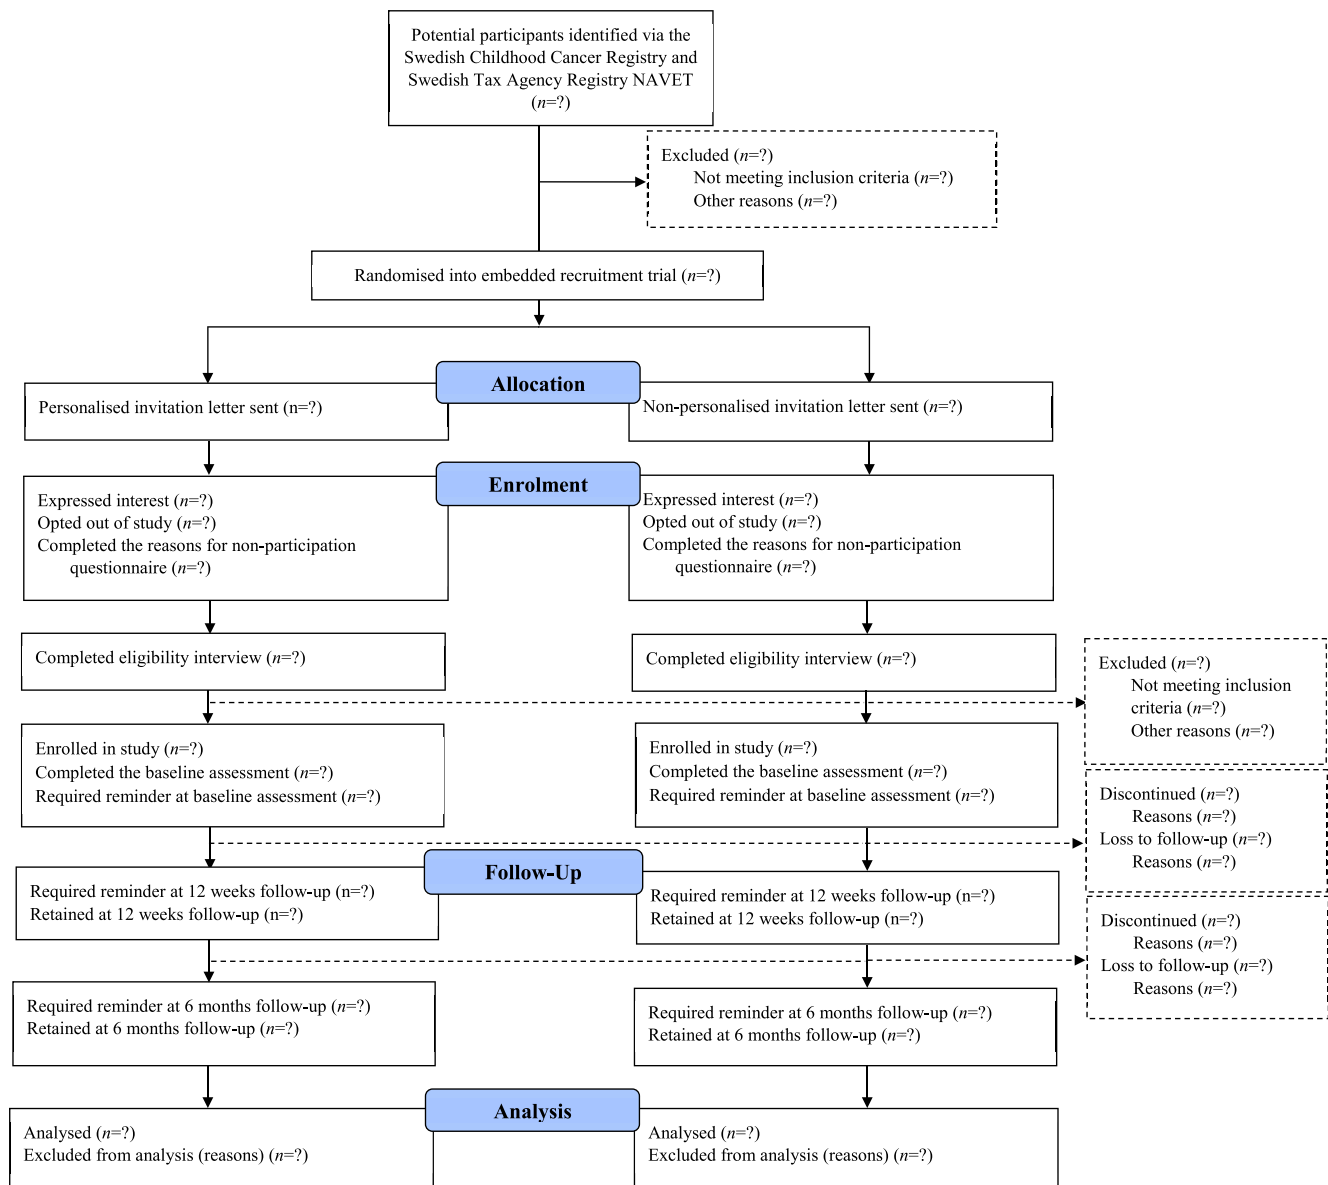 Potential participants identified via the
Swedish Childhood Cancer Registry and
Swedish Tax Agency Registry NAVET
(n=?)
Excluded (n=?)
Not meeting inclusion criteria (n=?)
Other reasons (n=?)
Randomised into embedded recruitment trial (n=?)
Allocation
Personalised invitation letter sent (n=?)
Non-personalised invitation letter sent (n=?)
Enrolment
Expressed interest (n=?)
Opted out of study (n=?)
Completed the reasons for non-participation
questionnaire (n=?)
Expressed interest (n=?)
Opted out of study (n=?)
Completed the reasons for non-participation
questionnaire (n=?)
Completed eligibility interview (n=?)
Completed eligibility interview (n=?)
Excluded (n=?)
Not meeting inclusion
criteria (n=?)
Other reasons (n=?)
Enrolled in study (n=?)
Completed the baseline assessment (n=?)
Required reminder at baseline assessment (n=?)
Enrolled in study (n=?)
Completed the baseline assessment (n=?)
Required reminder at baseline assessment (n=?)
Discontinued (n=?)
Reasons (n=?)
Loss to follow-up (n=?)
Reasons (n=?)
Follow-Up
Required reminder at 12 weeks follow-up (n=?)
Retained at 12 weeks follow-up (n=?)
Required reminder at 12 weeks follow-up (n=?)
Retained at 12 weeks follow-up (n=?)
Discontinued (n=?)
Reasons (n=?)
Loss to follow-up (n=?)
Reasons (n=?)
Required reminder at 6 months follow-up (n=?)
Retained at 6 months follow-up (n=?)
Required reminder at 6 months follow-up (n=?)
Retained at 6 months follow-up (n=?)
Analysis
Analysed (n=?)
Excluded from analysis (reasons) (n=?)
Analysed (n=?)
Excluded from analysis (reasons) (n=?)